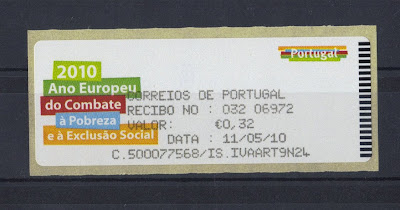 Portugal
2010
Ano Europeu
do Combate
à Pobreza
e à Exclusão Social
CORREIOS DE PORTUGAL
RECIBO NO : 032 06972
VALOR: €0,32
DATA : 11/05/10
C.500077568/IS.IVAART9N24